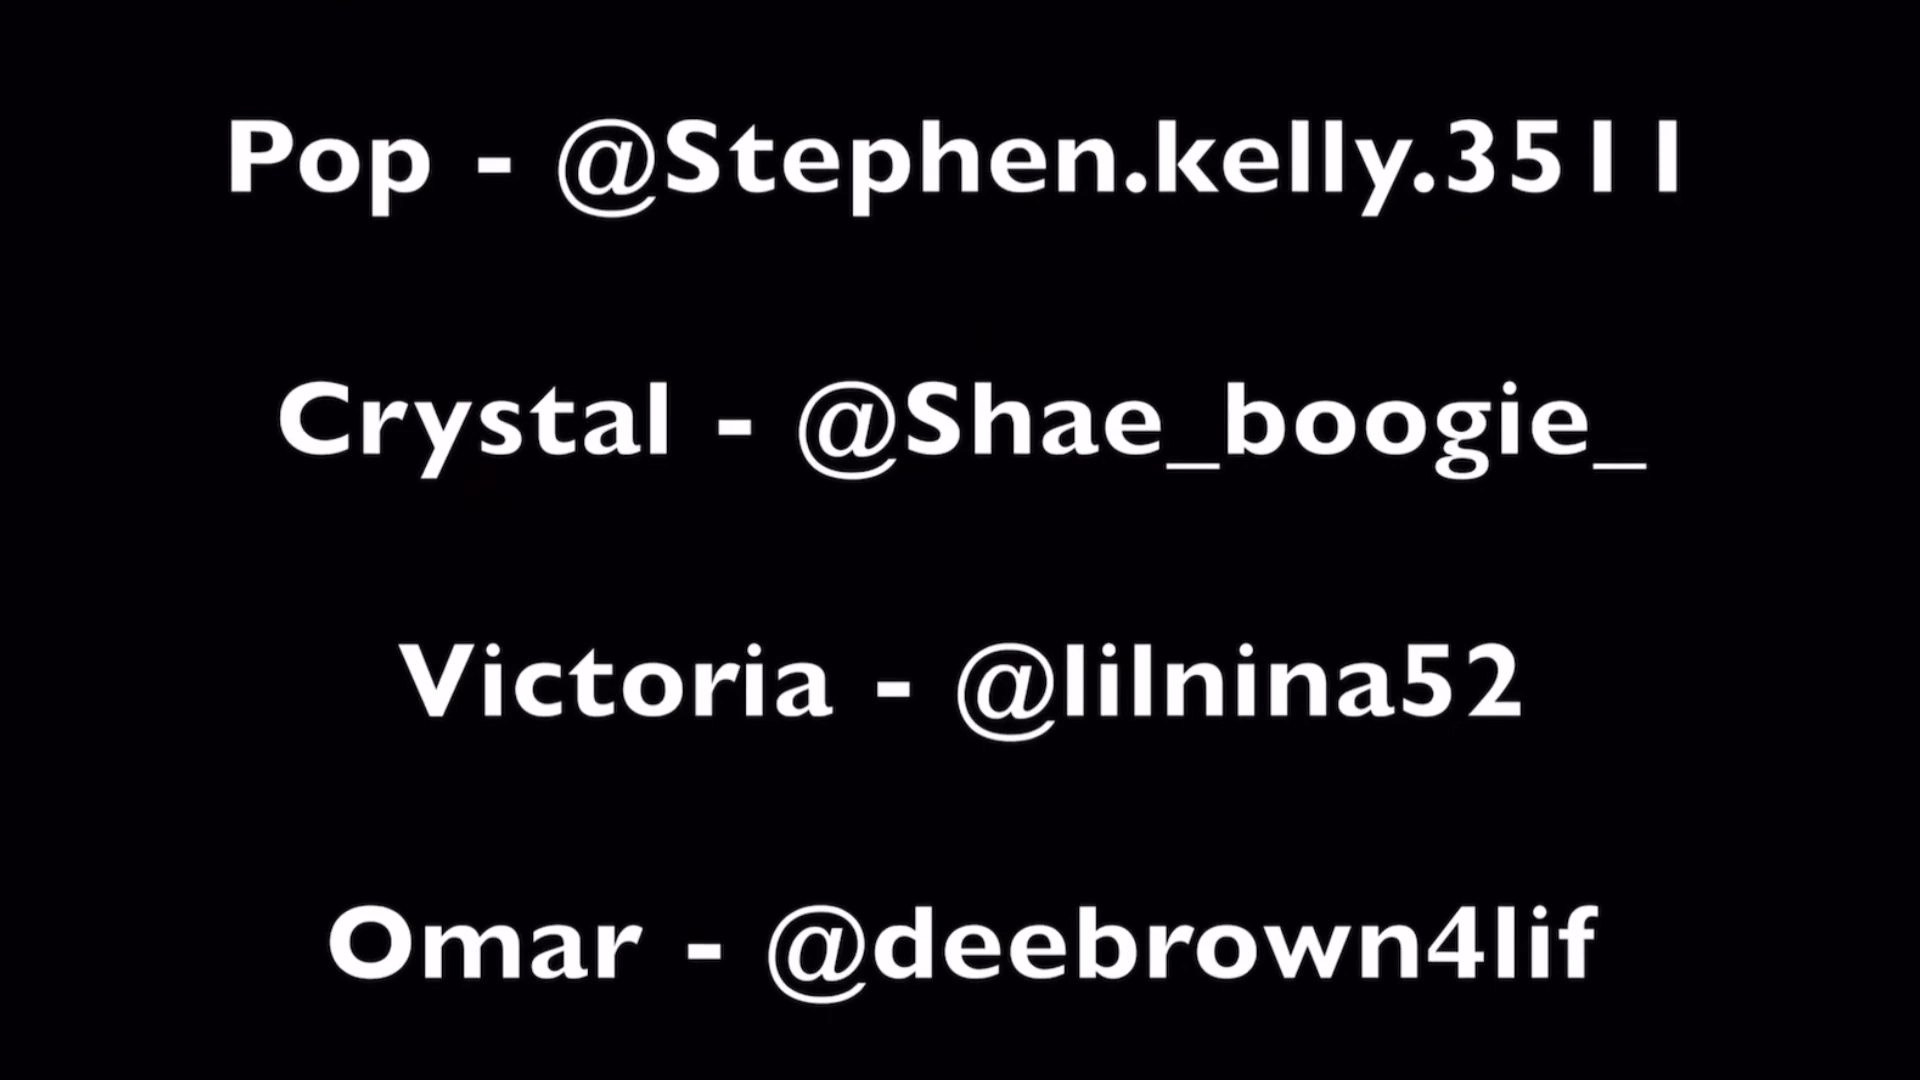 Pop - @Stephen.kelly.3511
Crystal - @Shae_boogie_
Victoria - @lilnina52
Omar - @deebrown4lif